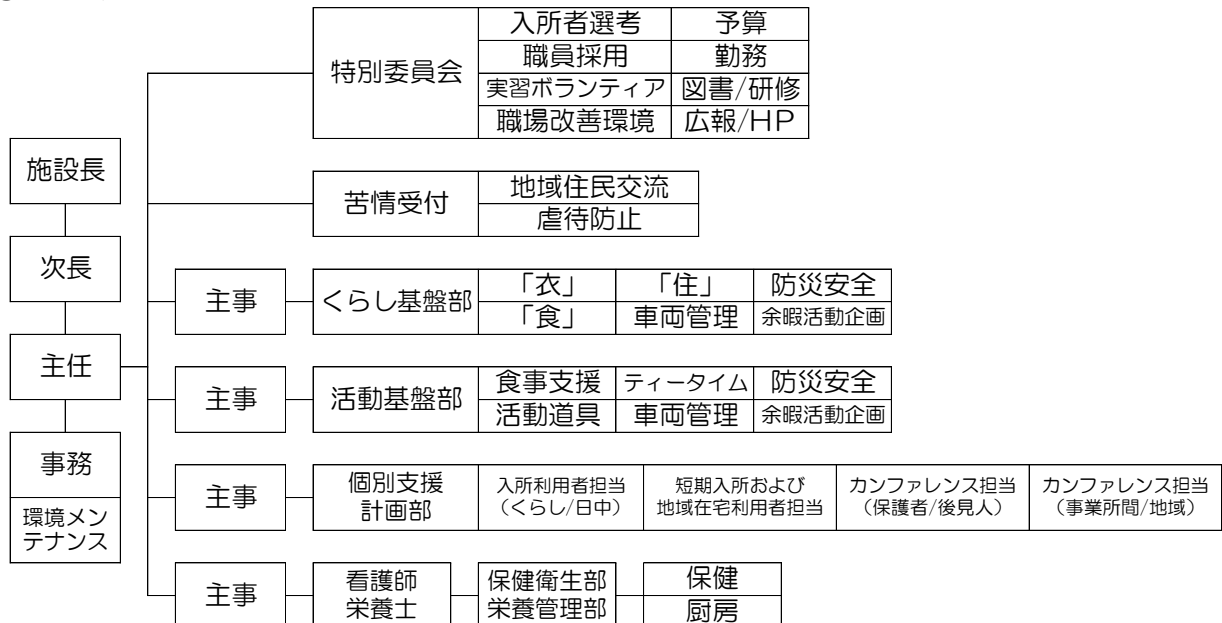 特別委員会
入所者選考 予算
職員採用 勤務
実習ボランティア 図書/研修
職場改善環境 広報/HP
施設長
苦情受付
地域住民交流
虐待防止
次長
主事 くらし基盤部
「衣」 「住」 防災安全
「食」 車両管理 余暇活動企画
主任
主事 活動基盤部
食事支援 ティータイム 防災安全
活動道具 車両管理 余暇活動企画
事務
環境メン
テナンス
主事
個別支援
計画部
入所利用者担当
(くらし/日中)
短期入所および
地域在宅利用者担当
カンファレンス担当
(保護者/後見人)
カンファレンス担当
(事業所間/地域)
主事
看護師
栄養士
保健衛生部
栄養管理部
保健
厨房